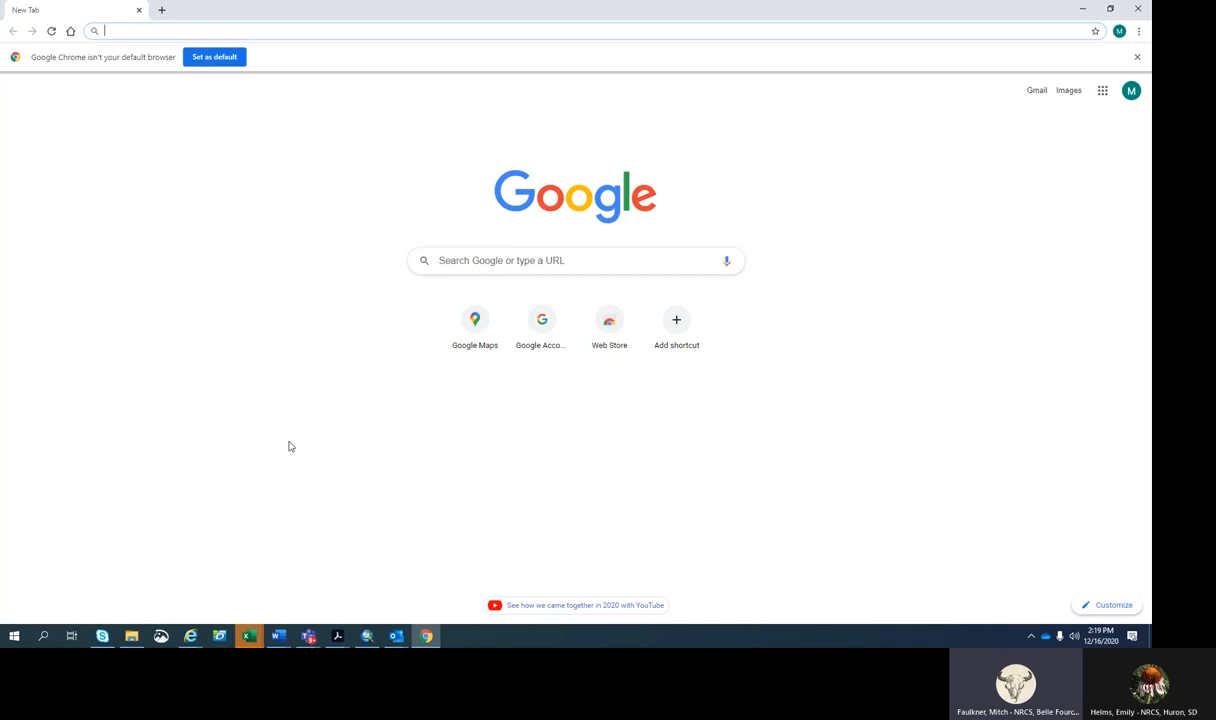 New Tab
Google Chrome isn't your default browser
Set as default
M
Gmail
Images
M
Google
Search Google or type a URL
Google Maps
Google Acco...
Web Store
Add shortcut
See how we came together in 2020 with YouTube
Customize
9+
2:19 PM
12/16/2020
Faulkner, Mitch - NRCS, Belle Fourc...
Helms, Emily - NRCS, Huron, SD